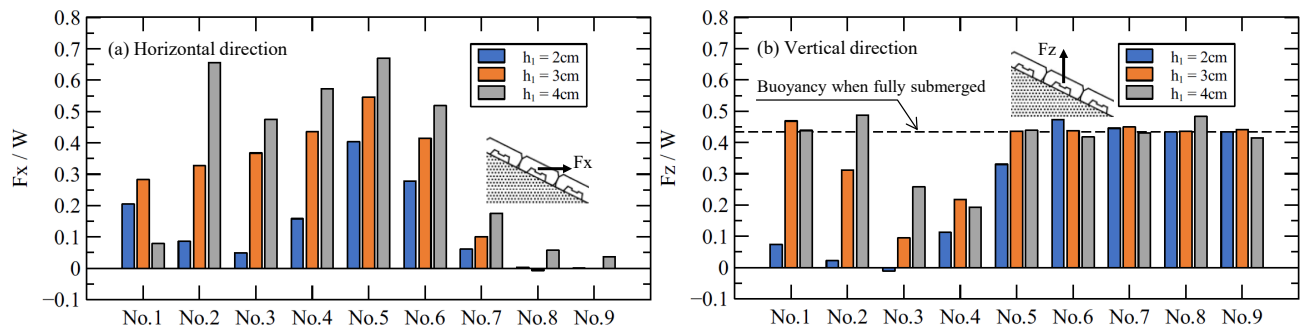 (a) Horizontal direction
h₁ = 2cm
h₁ = 3cm
h₁ = 4cm
Fx
Fx / W
0.8
0.7
0.6
0.5
0.4
0.3
0.2
0.1
0
−0.1
No.1 No.2 No.3 No.4 No.5 No.6 No.7 No.8 No.9
(b) Vertical direction
Fz
h₁ = 2cm
h₁ = 3cm
h₁ = 4cm
Buoyancy when fully submerged
Fz / W
0.8
0.7
0.6
0.5
0.4
0.3
0.2
0.1
0
−0.1
No.1 No.2 No.3 No.4 No.5 No.6 No.7 No.8 No.9